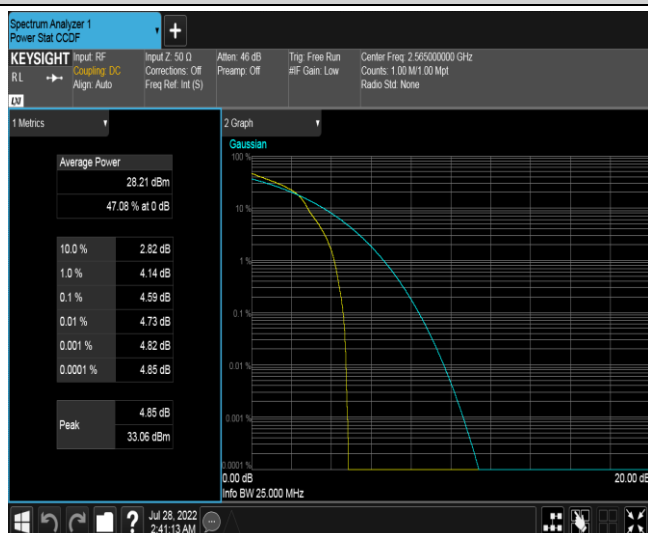 Spectrum Analyzer 1
Power Stat CCDF
+
KEYSIGHT
R L
LXI
Input: RF
Coupling: DC
Align: Auto
Input Z: 50 Ω
Corrections: Off
Freq Ref: Int (S)
Atten: 46 dB
Preamp: Off
Trig: Free Run
#IF Gain: Low
Center Freq: 2.565000000 GHz
Counts: 1.00 M/1.00 Mpt
Radio Std: None
1 Metrics
Average Power
28.21 dBm
47.08 % at 0 dB
10.0 % 2.82 dB
1.0 % 4.14 dB
0.1 % 4.59 dB
0.01 % 4.73 dB
0.001 % 4.82 dB
0.0001 % 4.85 dB
Peak
4.85 dB
33.06 dBm
2 Graph
Gaussian
100 %
10 %
1 %
0.1 %
0.01 %
0.001 %
0.0001 %
0.00 dB 20.00 dB
Info BW 25.000 MHz
?
Jul 28, 2022
2:41:13 AM